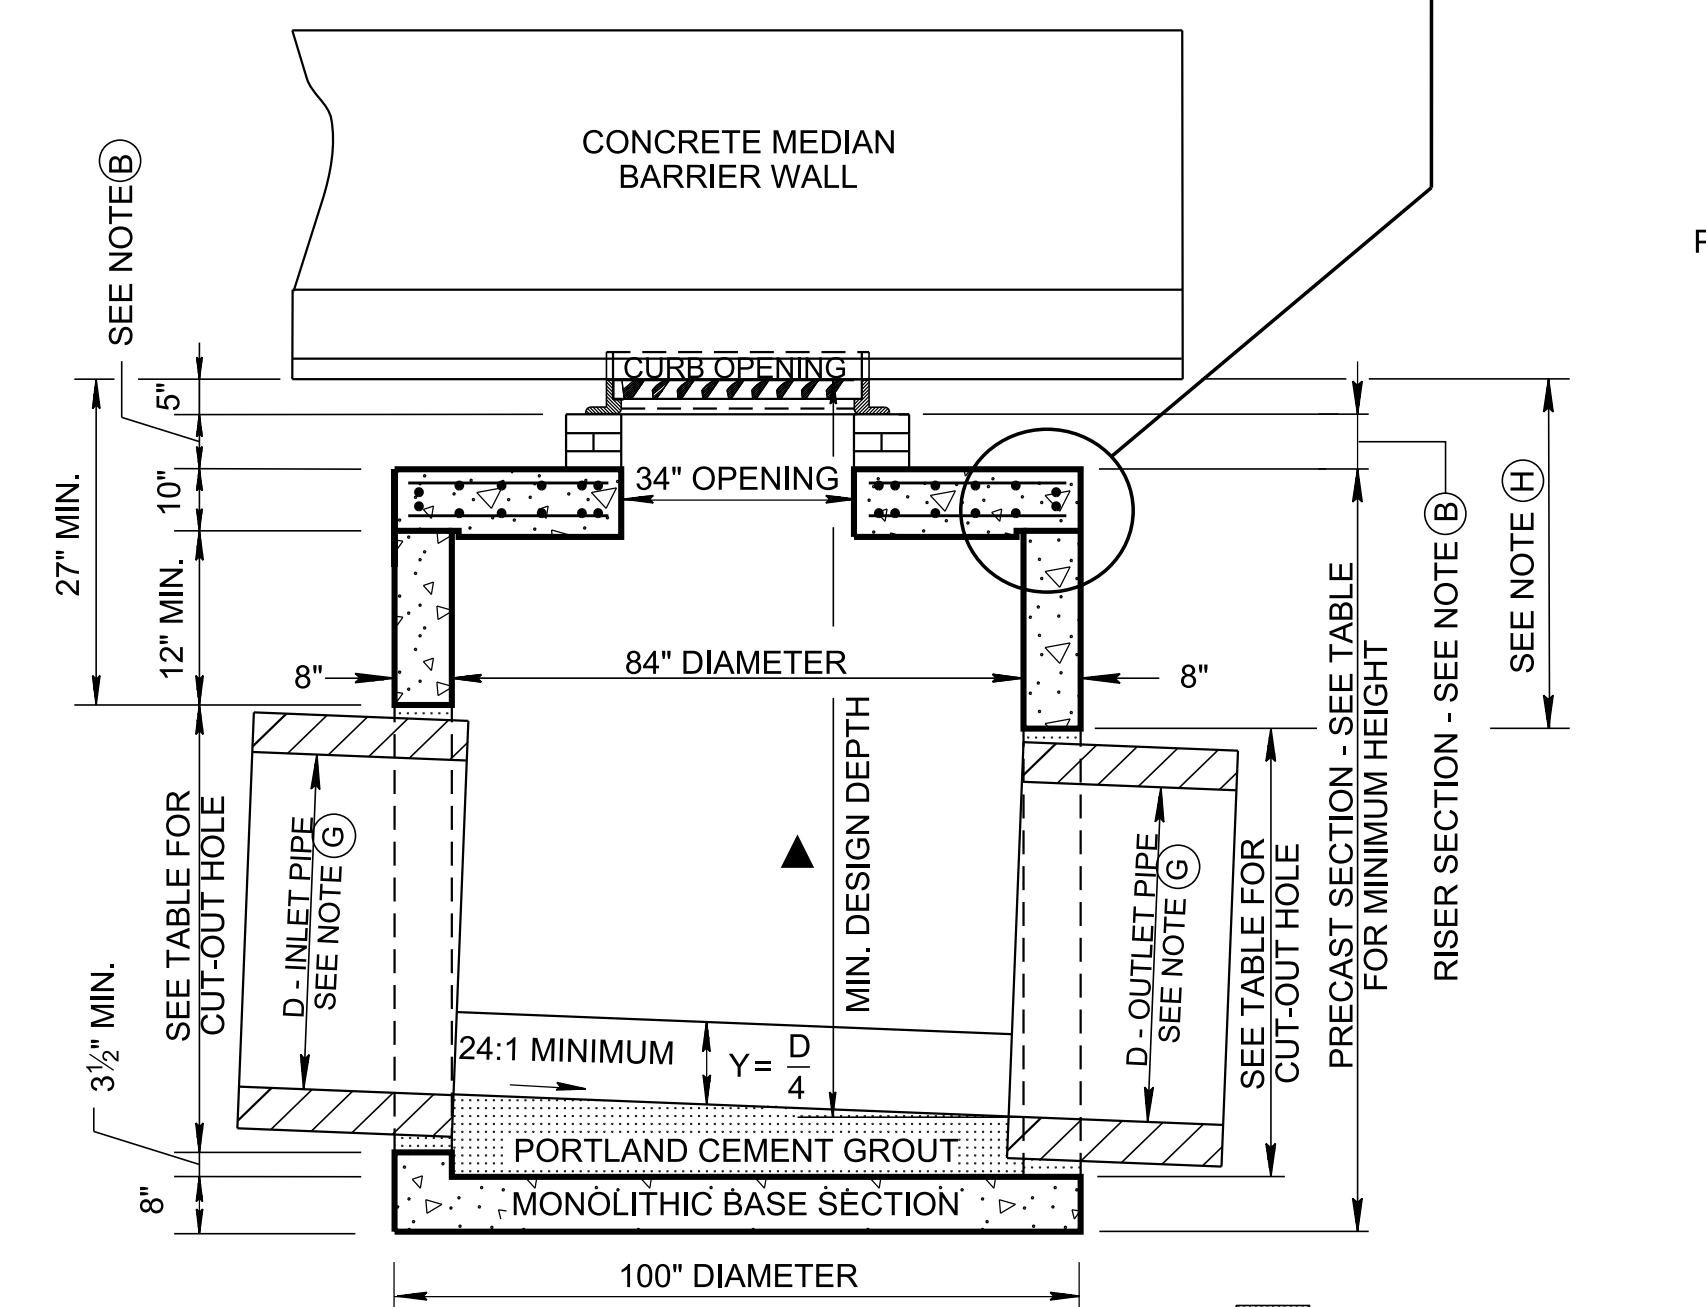 CONCRETE MEDIAN
BARRIER WALL
SEE NOTE B
CURB OPENING
5"
10"
27" MIN.
12" MIN.
34" OPENING
8"
84" DIAMETER
8"
SEE NOTE H
RISER SECTION - SEE NOTE B
PRECAST SECTION - SEE TABLE
FOR MINIMUM HEIGHT
MIN. DESIGN DEPTH
SEE TABLE FOR
CUT-OUT HOLE
D - INLET PIPE
SEE NOTE G
D - OUTLET PIPE
SEE NOTE G
SEE TABLE FOR
CUT-OUT HOLE
3½" MIN.
24:1 MINIMUM
Y= D
4
PORTLAND CEMENT GROUT
8"
MONOLITHIC BASE SECTION
100" DIAMETER